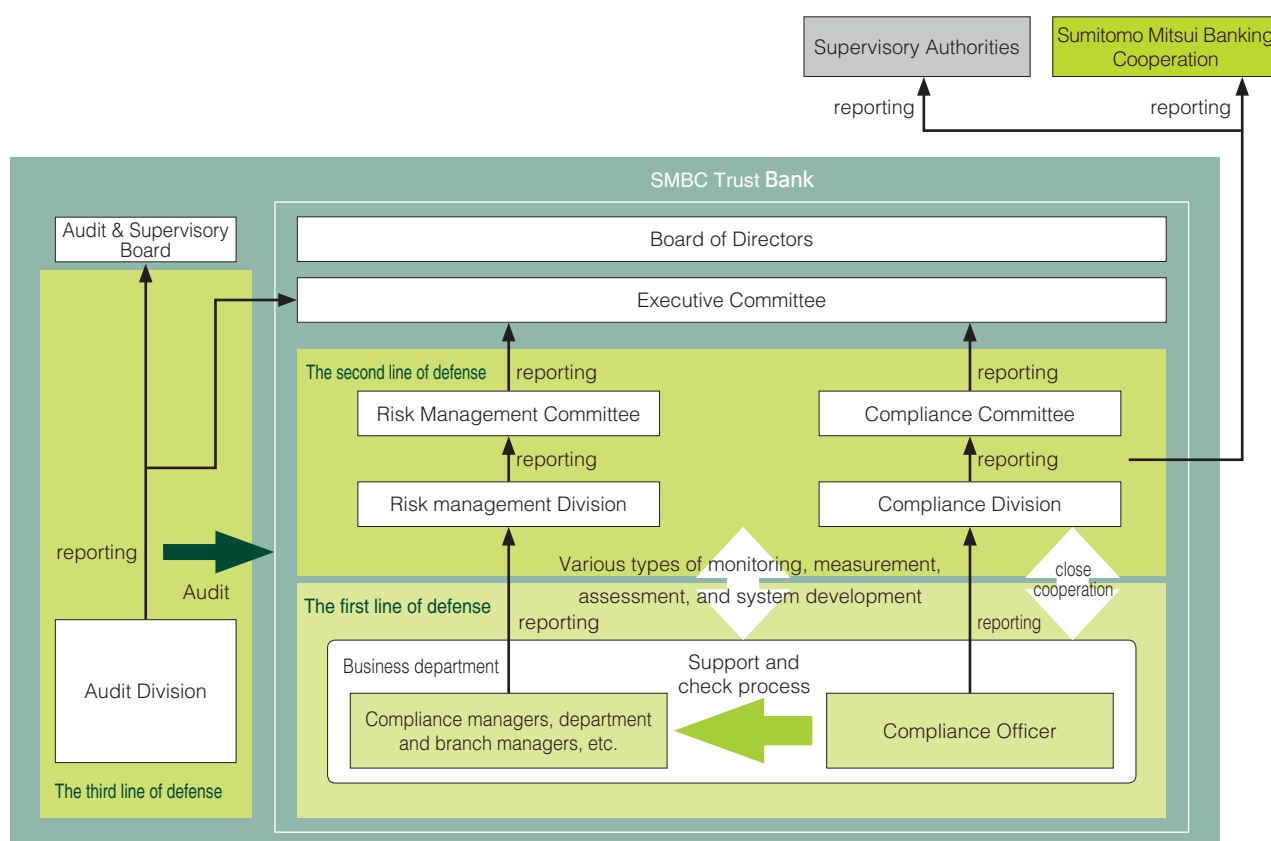 Supervisory Authorities
Sumitomo Mitsui Banking
Cooperation
reporting
reporting
SMBC Trust Bank
Audit & Supervisory
Board
Board of Directors
Executive Committee
The second line of defense
reporting
reporting
Risk Management Committee
Compliance Committee
reporting
reporting
Risk management Division
Compliance Division
reporting
Audit
Various types of monitoring, measurement,
assessment, and system development
close
cooperation
The first line of defense
reporting
reporting
Business department
Support and
check process
Audit Division
Compliance managers, department
and branch managers, etc.
Compliance Officer
The third line of defense